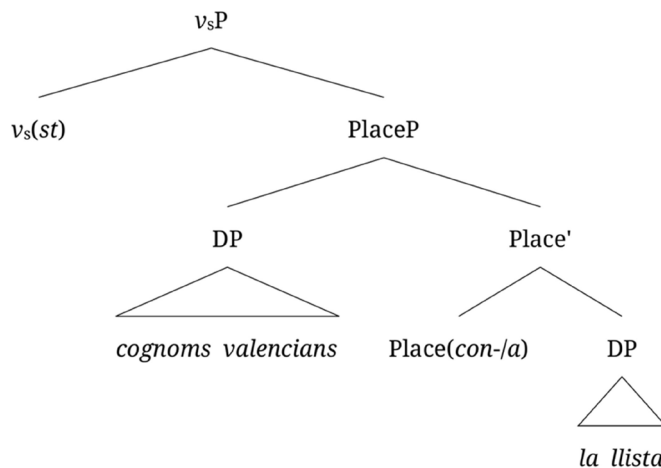 vₛP
vₛ(st) PlaceP
DP Place'
cognoms valencians Place(con-/a) DP
la llista